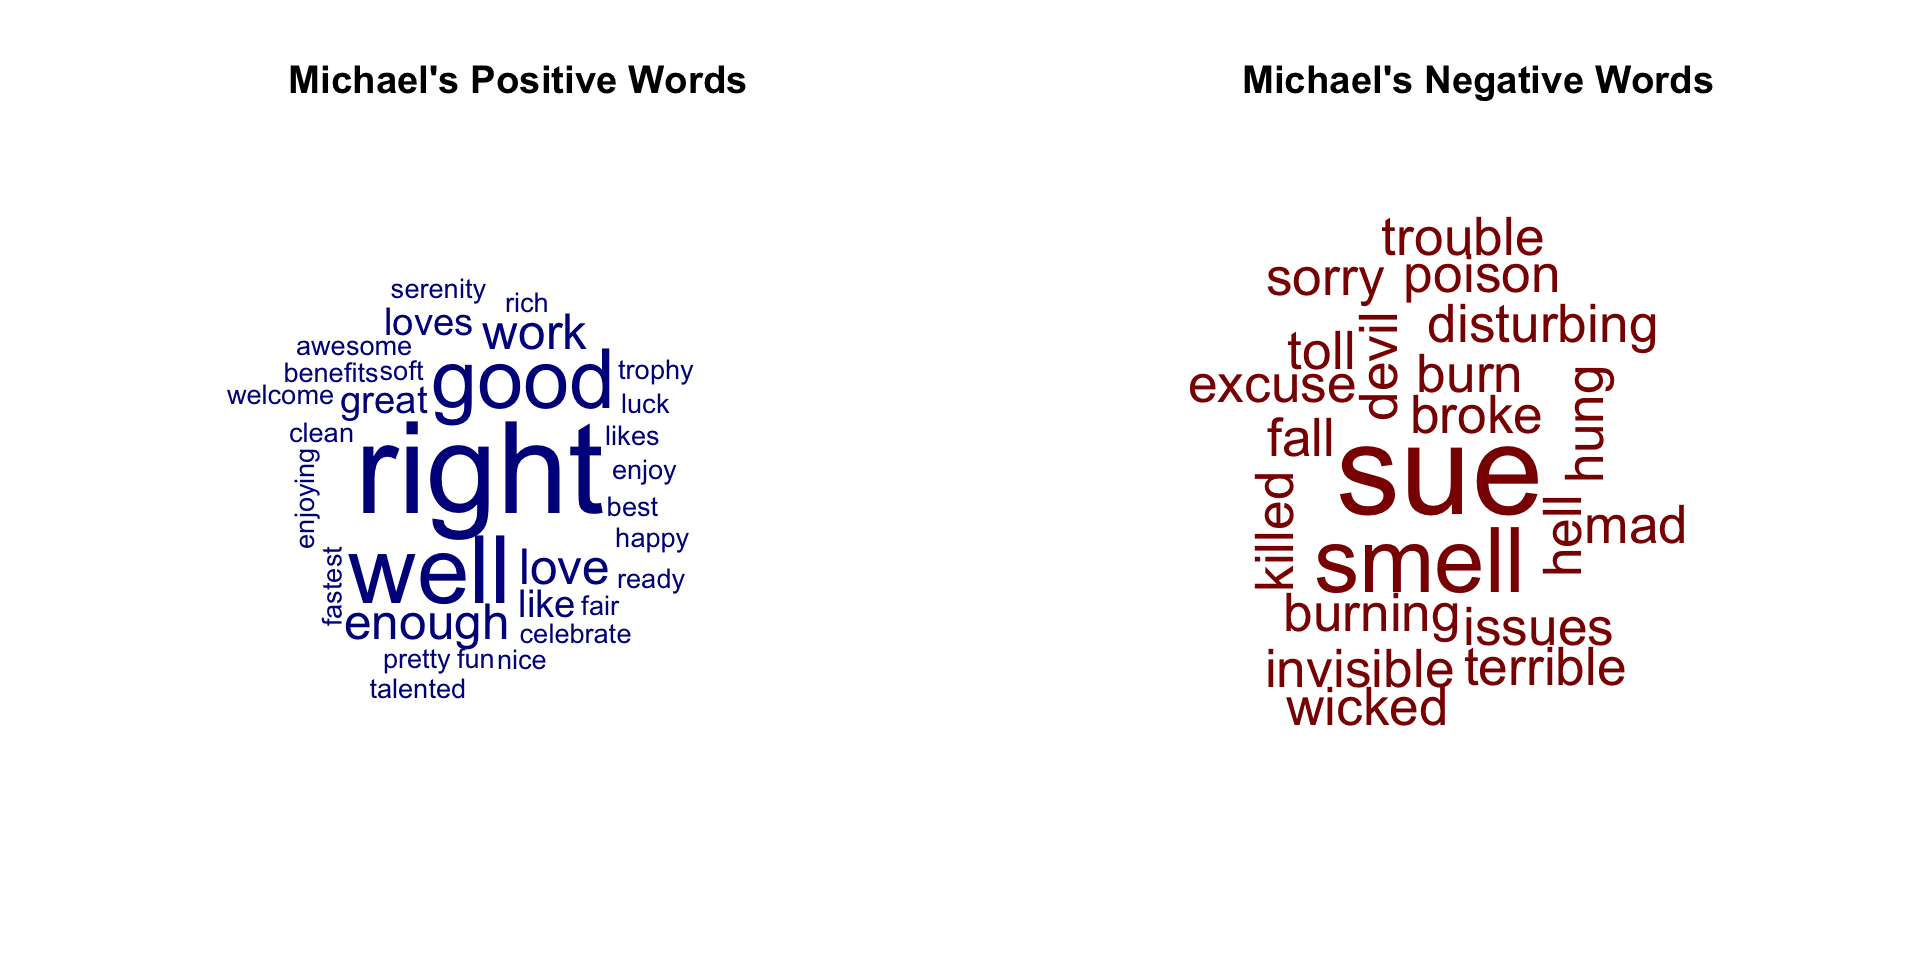 Michael's Positive Words
serenity
rich
loves work
awesome
benefits soft good trophy
welcome great luck
clean right likes
enjoying enjoy
best
happy
fastest well love ready
enough like fair
celebrate
pretty fun nice
talented
Michael's Negative Words
trouble
sorry poison
disturbing
toll devil burn
excuse broke hung
fall sue
killed smell hell mad
burning issues
invisible terrible
wicked